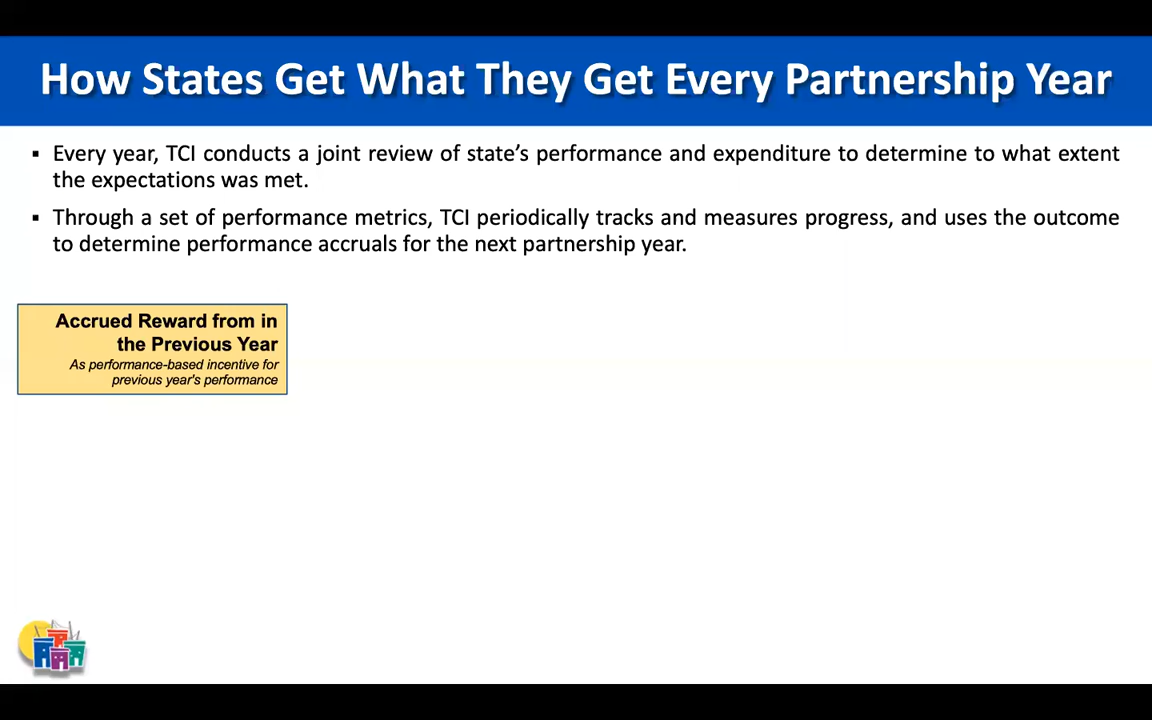 How States Get What They Get Every Partnership Year
▪ Every year, TCI conducts a joint review of state’s performance and expenditure to determine to what extent
the expectations was met.
▪ Through a set of performance metrics, TCI periodically tracks and measures progress, and uses the outcome
to determine performance accruals for the next partnership year.
Accrued Reward from in
the Previous Year
As performance-based incentive for
previous year's performance